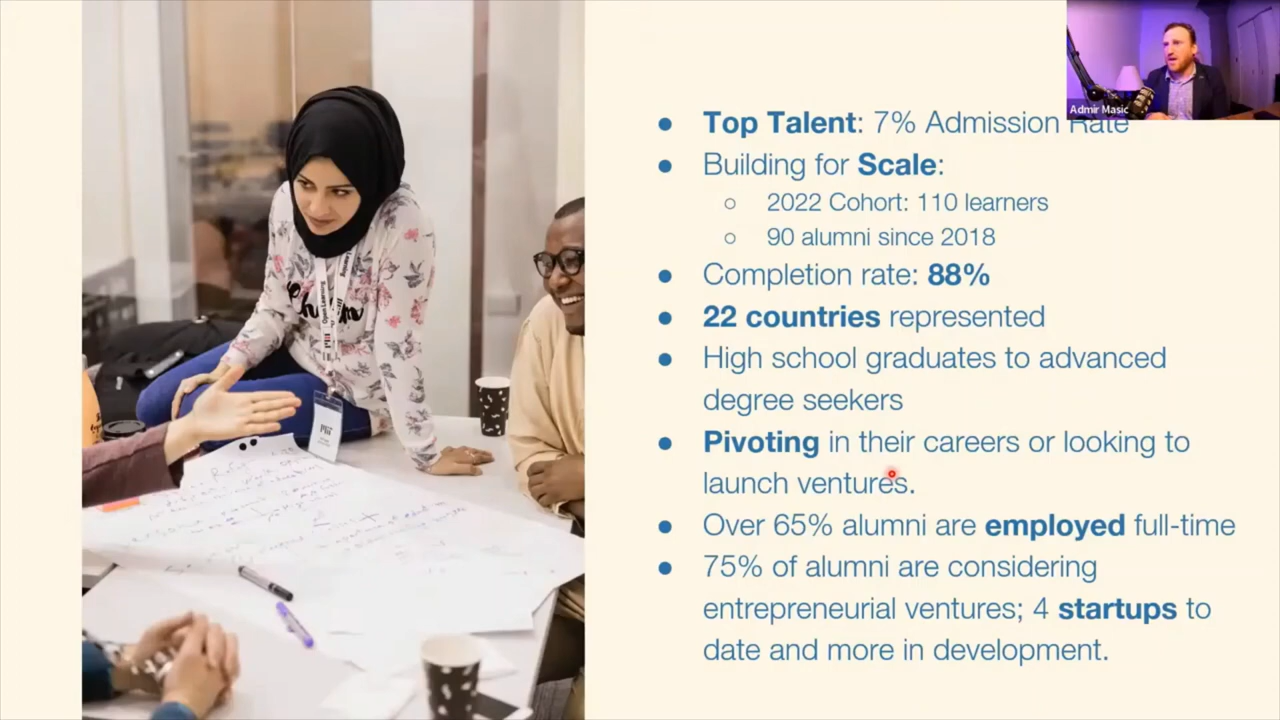 Admir Masic
● Top Talent: 7% Admission Rate
● Building for Scale:
○ 2022 Cohort: 110 learners
○ 90 alumni since 2018
● Completion rate: 88%
● 22 countries represented
● High school graduates to advanced
degree seekers
● Pivoting in their careers or looking to
launch ventures.
● Over 65% alumni are employed full-time
● 75% of alumni are considering
entrepreneurial ventures; 4 startups to
date and more in development.